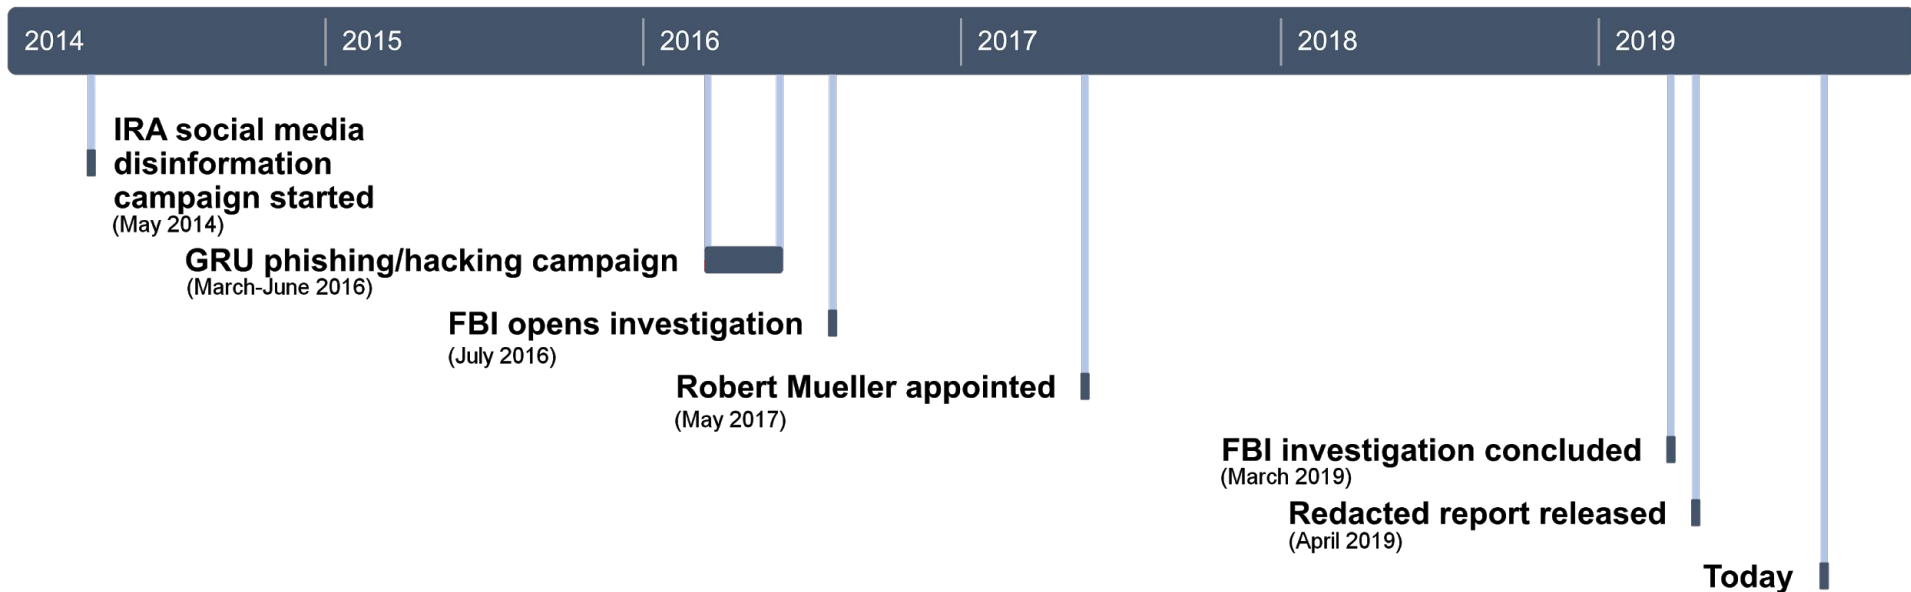 2014 2015 2016 2017 2018 2019
IRA social media
disinformation
campaign started
(May 2014)
GRU phishing/hacking campaign
(March-June 2016)
FBI opens investigation
(July 2016)
Robert Mueller appointed
(May 2017)
FBI investigation concluded
(March 2019)
Redacted report released
(April 2019)
Today